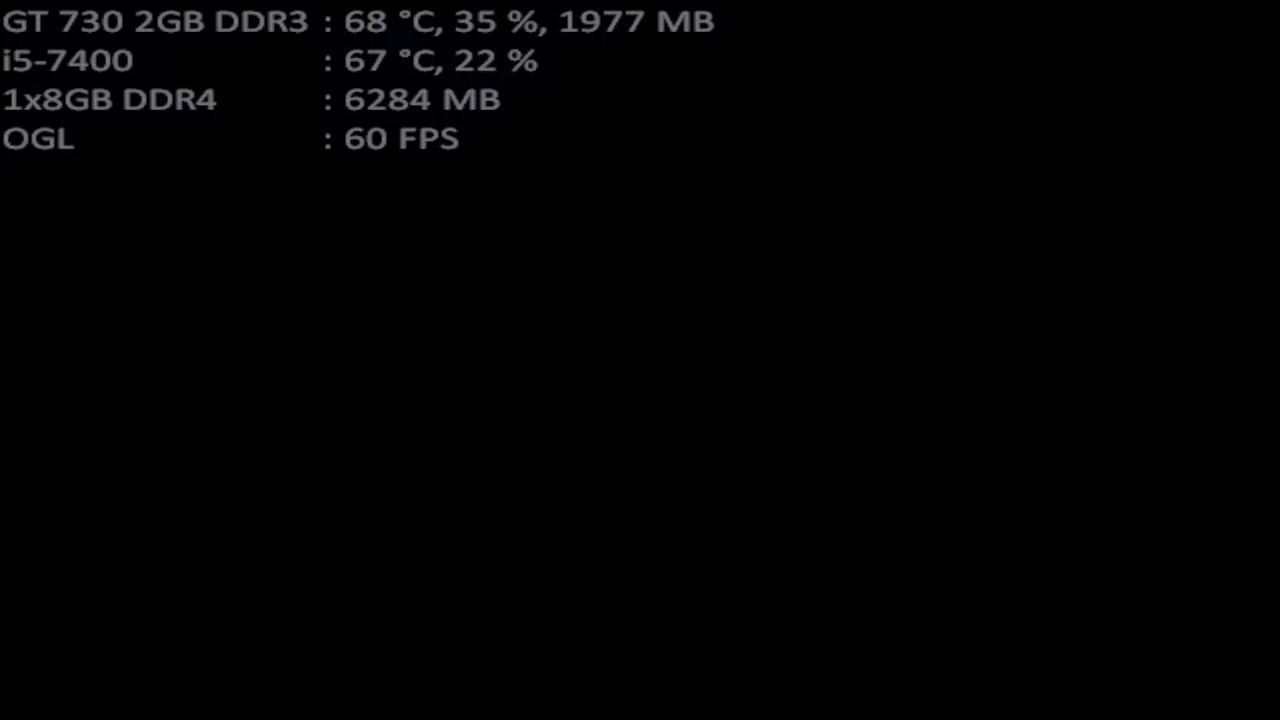 GT 730 2GB DDR3 : 68 °C, 35 %, 1977 MB
i5-7400 : 67 °C, 22 %
1x8GB DDR4 : 6284 MB
OGL : 60 FPS